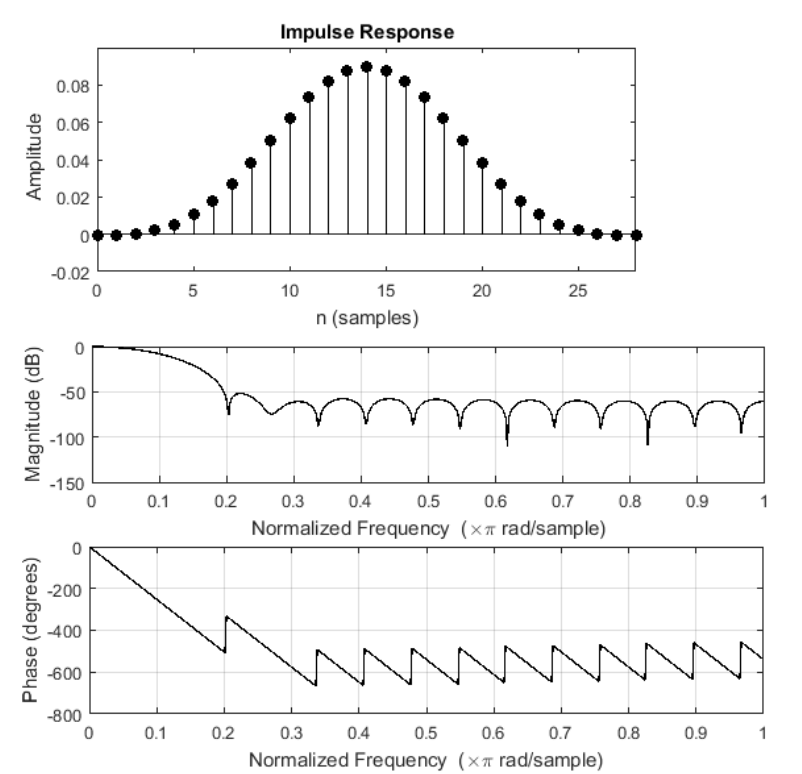 Impulse Response
0.08
0.06
0.04
0.02
0
-0.02
Amplitude
0 5 10 15 20 25
n (samples)
0
-50
-100
-150
Magnitude (dB)
0 0.1 0.2 0.3 0.4 0.5 0.6 0.7 0.8 0.9 1
Normalized Frequency (×π rad/sample)
0
-200
-400
-600
-800
Phase (degrees)
0 0.1 0.2 0.3 0.4 0.5 0.6 0.7 0.8 0.9 1
Normalized Frequency (×π rad/sample)